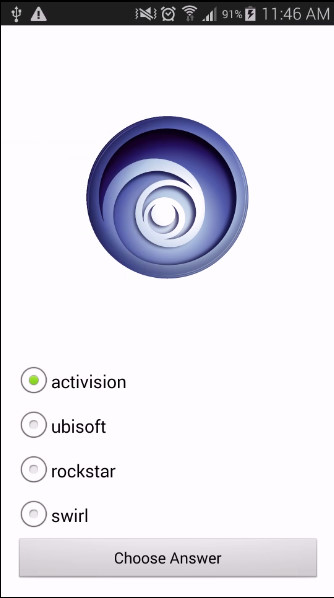 91% 11:46 AM
activision
ubisoft
rockstar
swirl
Choose Answer